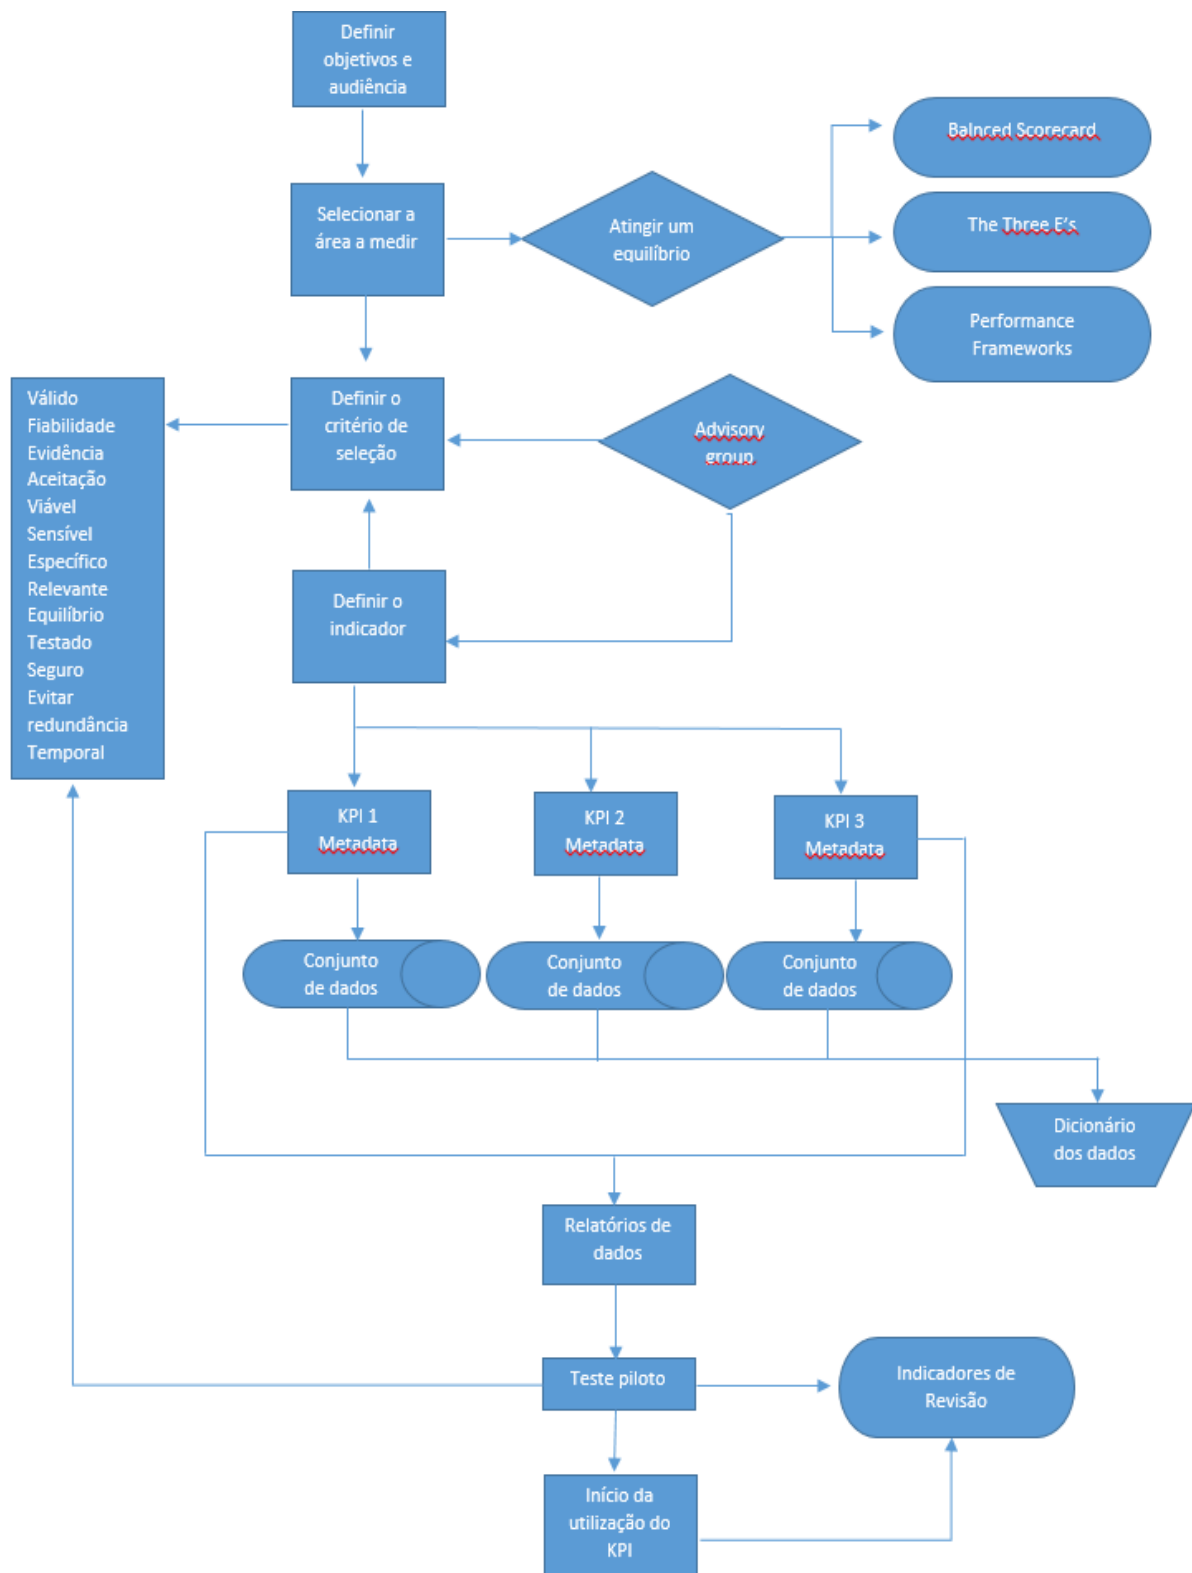 Definir
objetivos e
audiência
Balnced Scorecard
Selecionar a
área a medir
Atingir um
equilíbrio
The Three E's
Performance
Frameworks
Válido
Fiabilidade
Evidência
Aceitação
Viável
Sensível
Específico
Relevante
Equilíbrio
Testado
Seguro
Evitar
redundância
Temporal
Definir o
critério de
seleção
Advisory
group
Definir o
indicador
KPI 1
Metadata
KPI 2
Metadata
KPI 3
Metadata
Conjunto
de dados
Conjunto
de dados
Conjunto
de dados
Dicionário
dos dados
Relatórios de
dados
Teste piloto
Indicadores de
Revisão
Início da
utilização do
KPI